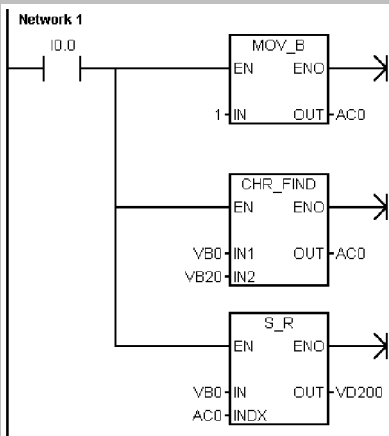 Network 1
I0.0
MOV_B
EN ENO
1 IN OUT AC0
CHR_FIND
EN ENO
VB0 IN1 OUT AC0
VB20 IN2
S_R
EN ENO
VB0 IN OUT VD200
AC0 INDX